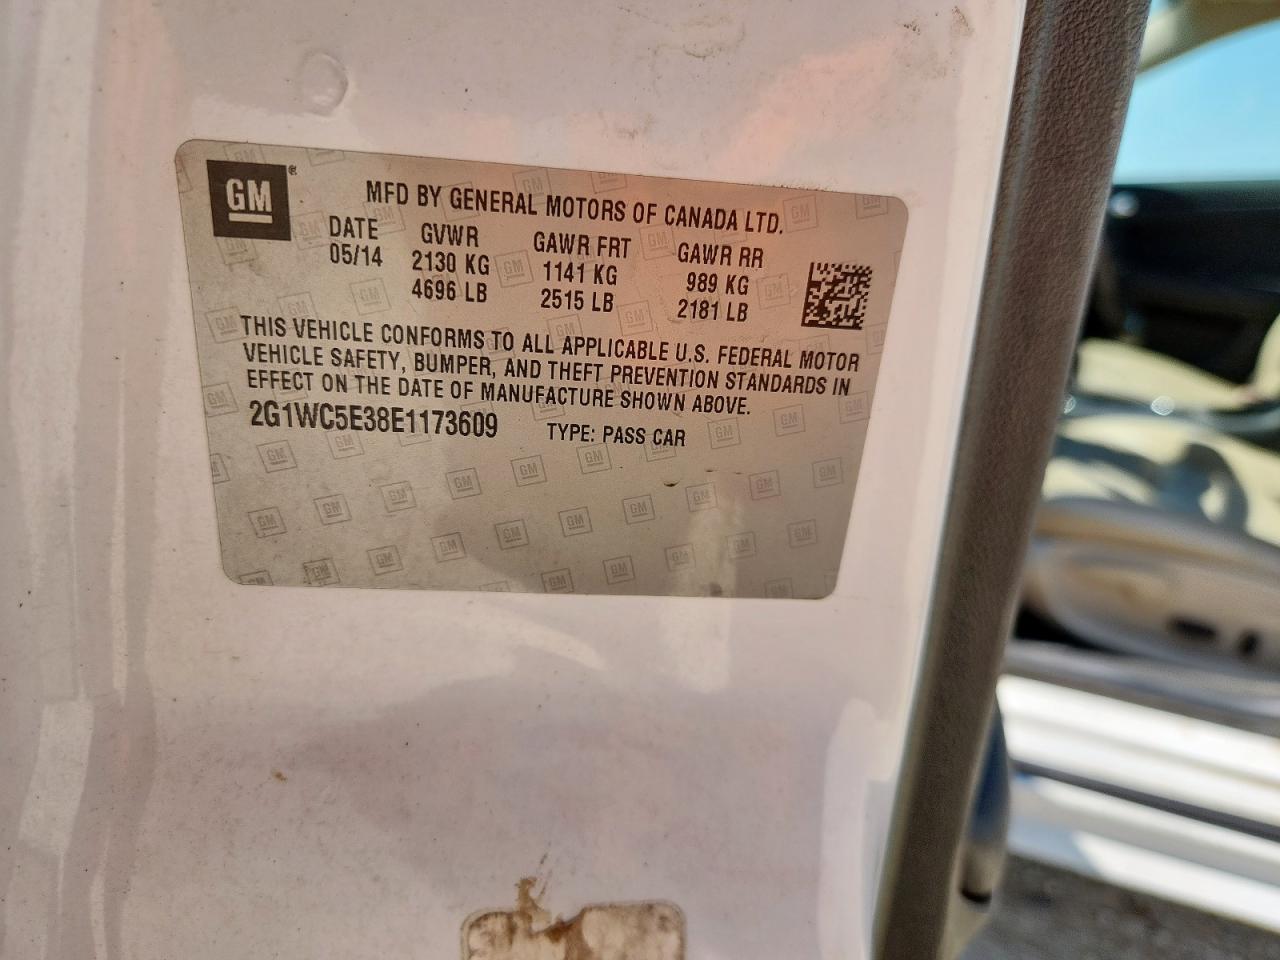 GM®
MFD BY GENERAL MOTORS OF CANADA LTD.
DATE GVWR GAWR FRT GAWR RR
05/14 2130 KG 1141 KG 989 KG
4696 LB 2515 LB 2181 LB
THIS VEHICLE CONFORMS TO ALL APPLICABLE U.S. FEDERAL MOTOR
VEHICLE SAFETY, BUMPER, AND THEFT PREVENTION STANDARDS IN
EFFECT ON THE DATE OF MANUFACTURE SHOWN ABOVE.
2G1WC5E38E1173609 TYPE: PASS CAR